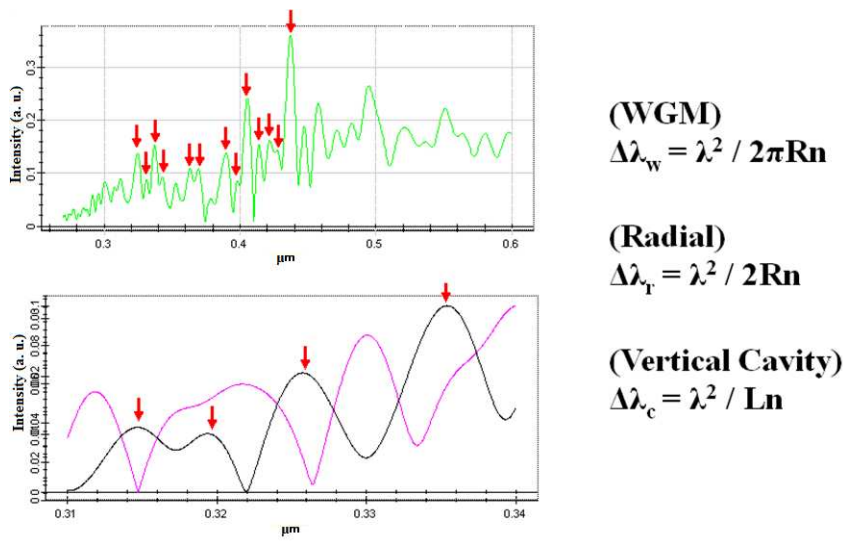 Intensity (a. u.)
0.3
0.2
0.1
0
0.3
0.4
0.5
0.6
μm
Intensity (a. u.)
0.08
0.04
0.02
0.0
0.31
0.32
0.33
0.34
μm
(WGM)
Δλw = λ² / 2πRn
(Radial)
Δλr = λ² / 2Rn
(Vertical Cavity)
Δλc = λ² / Ln